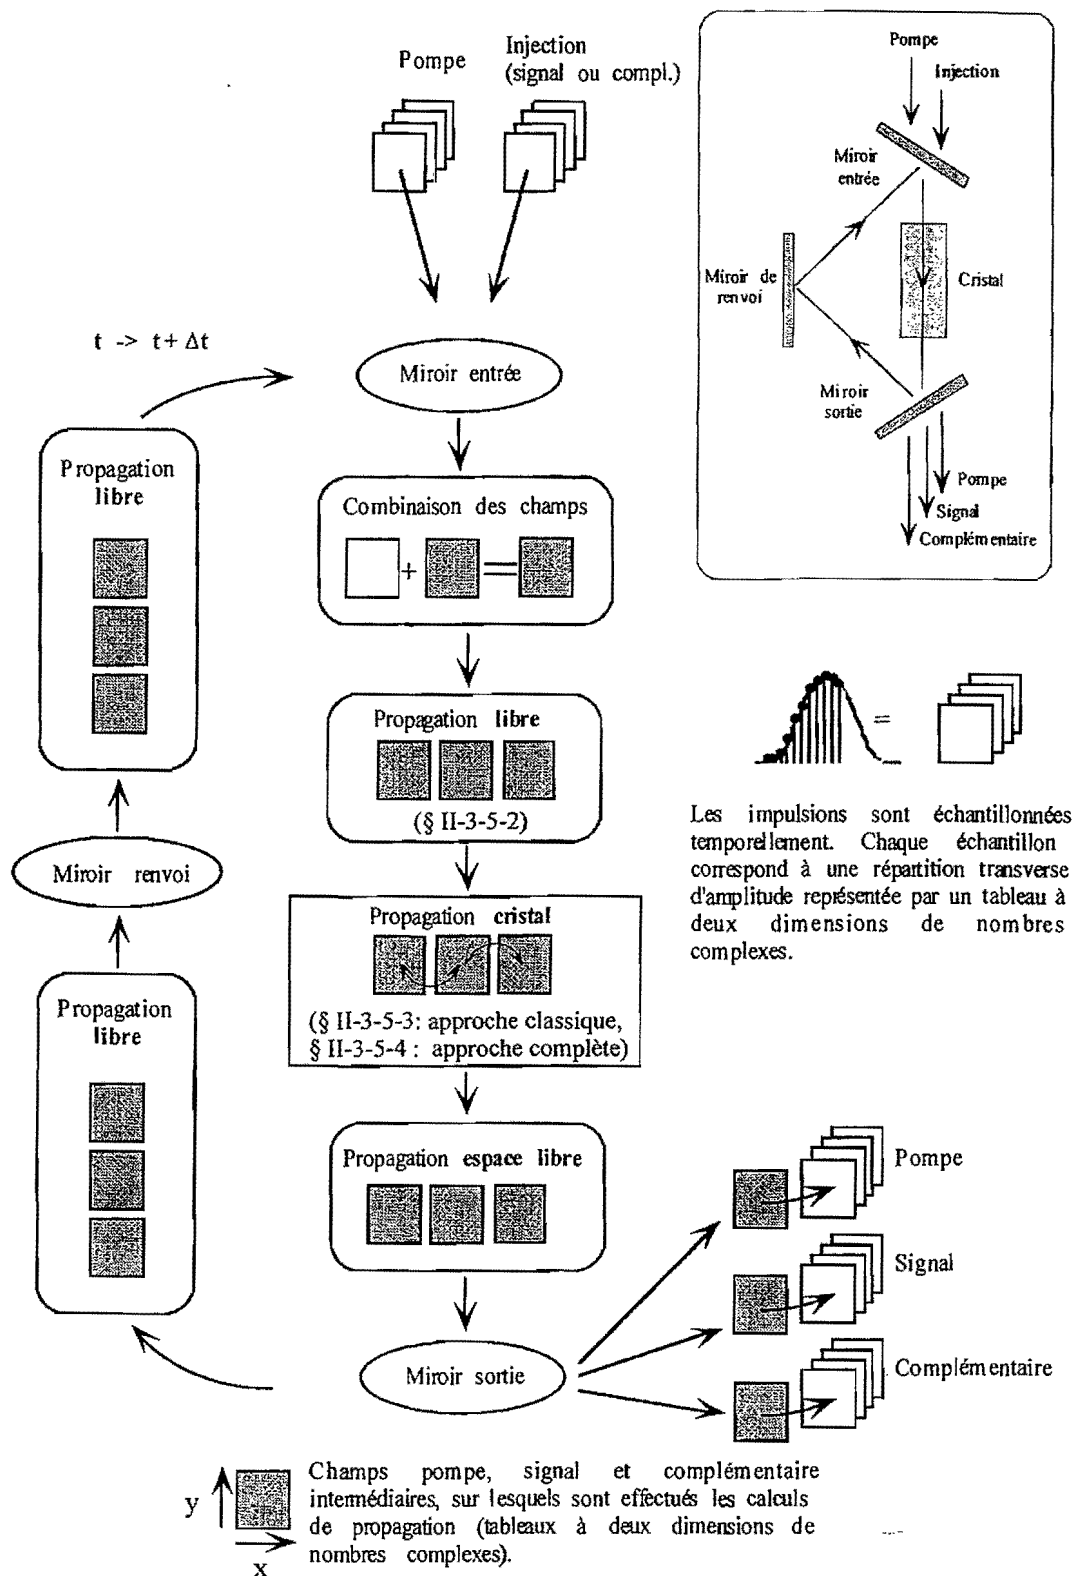 Pompe
Injection
(signal ou compl.)
t -> t + Δt
Miroir entrée
Propagation
libre
Combinaison des champs
+
=
Propagation libre
(§ II-3-5-2)
Miroir renvoi
Propagation cristal
(§ II-3-5-3: approche classique,
§ II-3-5-4 : approche complète)
Propagation
libre
Propagation espace libre
Miroir sortie
Pompe
Signal
Complémentaire
Pompe
Injection
Miroir
entrée
Miroir de
renvoi
Cristal
Miroir
sortie
Pompe
Signal
Complémentaire
=
Les impulsions sont échantillonnées
temporellement. Chaque échantillon
correspond à une répartition transverse
d'amplitude représentée par un tableau à
deux dimensions de nombres
complexes.
y
x
Champs pompe, signal et complémentaire
intermédiaires, sur lesquels sont effectués les calculs
de propagation (tableaux à deux dimensions de
nombres complexes).